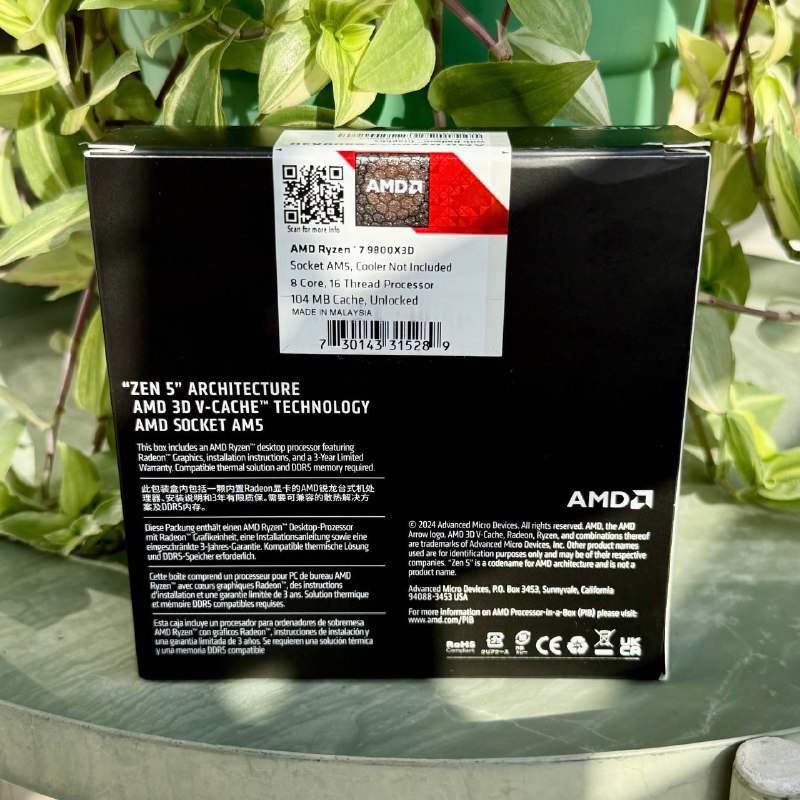 with Radeon™ Graphics
AMD
Scan for more info
AMD
AMD Ryzen™ 7 9800X3D
Socket AM5, Cooler Not Included
8 Core, 16 Thread Processor
104 MB Cache, Unlocked
MADE IN MALAYSIA
7 30143 31528 9
“ZEN 5” ARCHITECTURE
AMD 3D V-CACHE™ TECHNOLOGY
AMD SOCKET AM5
This box includes an AMD Ryzen™ desktop processor featuring
Radeon™ Graphics, installation instructions, and a 3-Year Limited
Warranty. Compatible thermal solution and DDR5 memory required.
此包装盒内包括一颗内置Radeon显卡的AMD锐龙台式机处
理器、安装说明和3年有限质保。需要可兼容的散热解决方
案及DDR5内存。
Diese Packung enthält einen AMD Ryzen™ Desktop-Prozessor
mit Radeon™ Grafikeinheit, eine Installationsanleitung sowie eine
eingeschränkte 3-Jahres-Garantie. Kompatible thermische Lösung
und DDR5-Speicher erforderlich.
Cette boîte comprend un processeur pour PC de bureau AMD
Ryzen™ avec cœurs graphiques Radeon™, des instructions
d'installation et une garantie limitée de 3 ans. Solution thermique
et mémoire DDR5 compatibles requises.
Esta caja incluye un procesador para ordenadores de sobremesa
AMD Ryzen™ con gráficos Radeon™, instrucciones de instalación y
una garantía limitada de 3 años. Se requieren una solución térmica
y una memoria DDR5 compatible
AMD
© 2024 Advanced Micro Devices. All rights reserved. AMD, the AMD
Arrow logo, AMD 3D V-Cache, Radeon, Ryzen, and combinations thereof
are trademarks of Advanced Micro Devices, Inc. Other product names
used are for identification purposes only and may be of their respective
companies. "Zen 5" is a codename for AMD architecture and is not a
product name.
Advanced Micro Devices, P.O. Box 3453, Sunnyvale, California
94088-3453 USA
For more information on AMD Processor-in-a-Box (PIB) please visit:
www.amd.com/PIB
RoHS
Compliant
クリアケース
CE
UK
CA